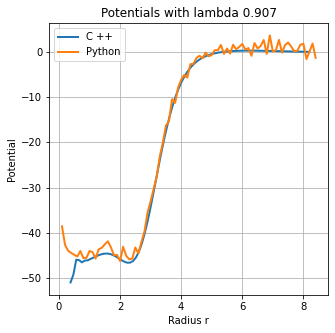 Potentials with lambda 0.907
C ++
Python
0
−10
−20
−30
−40
−50
Potential
0
2
4
6
8
Radius r